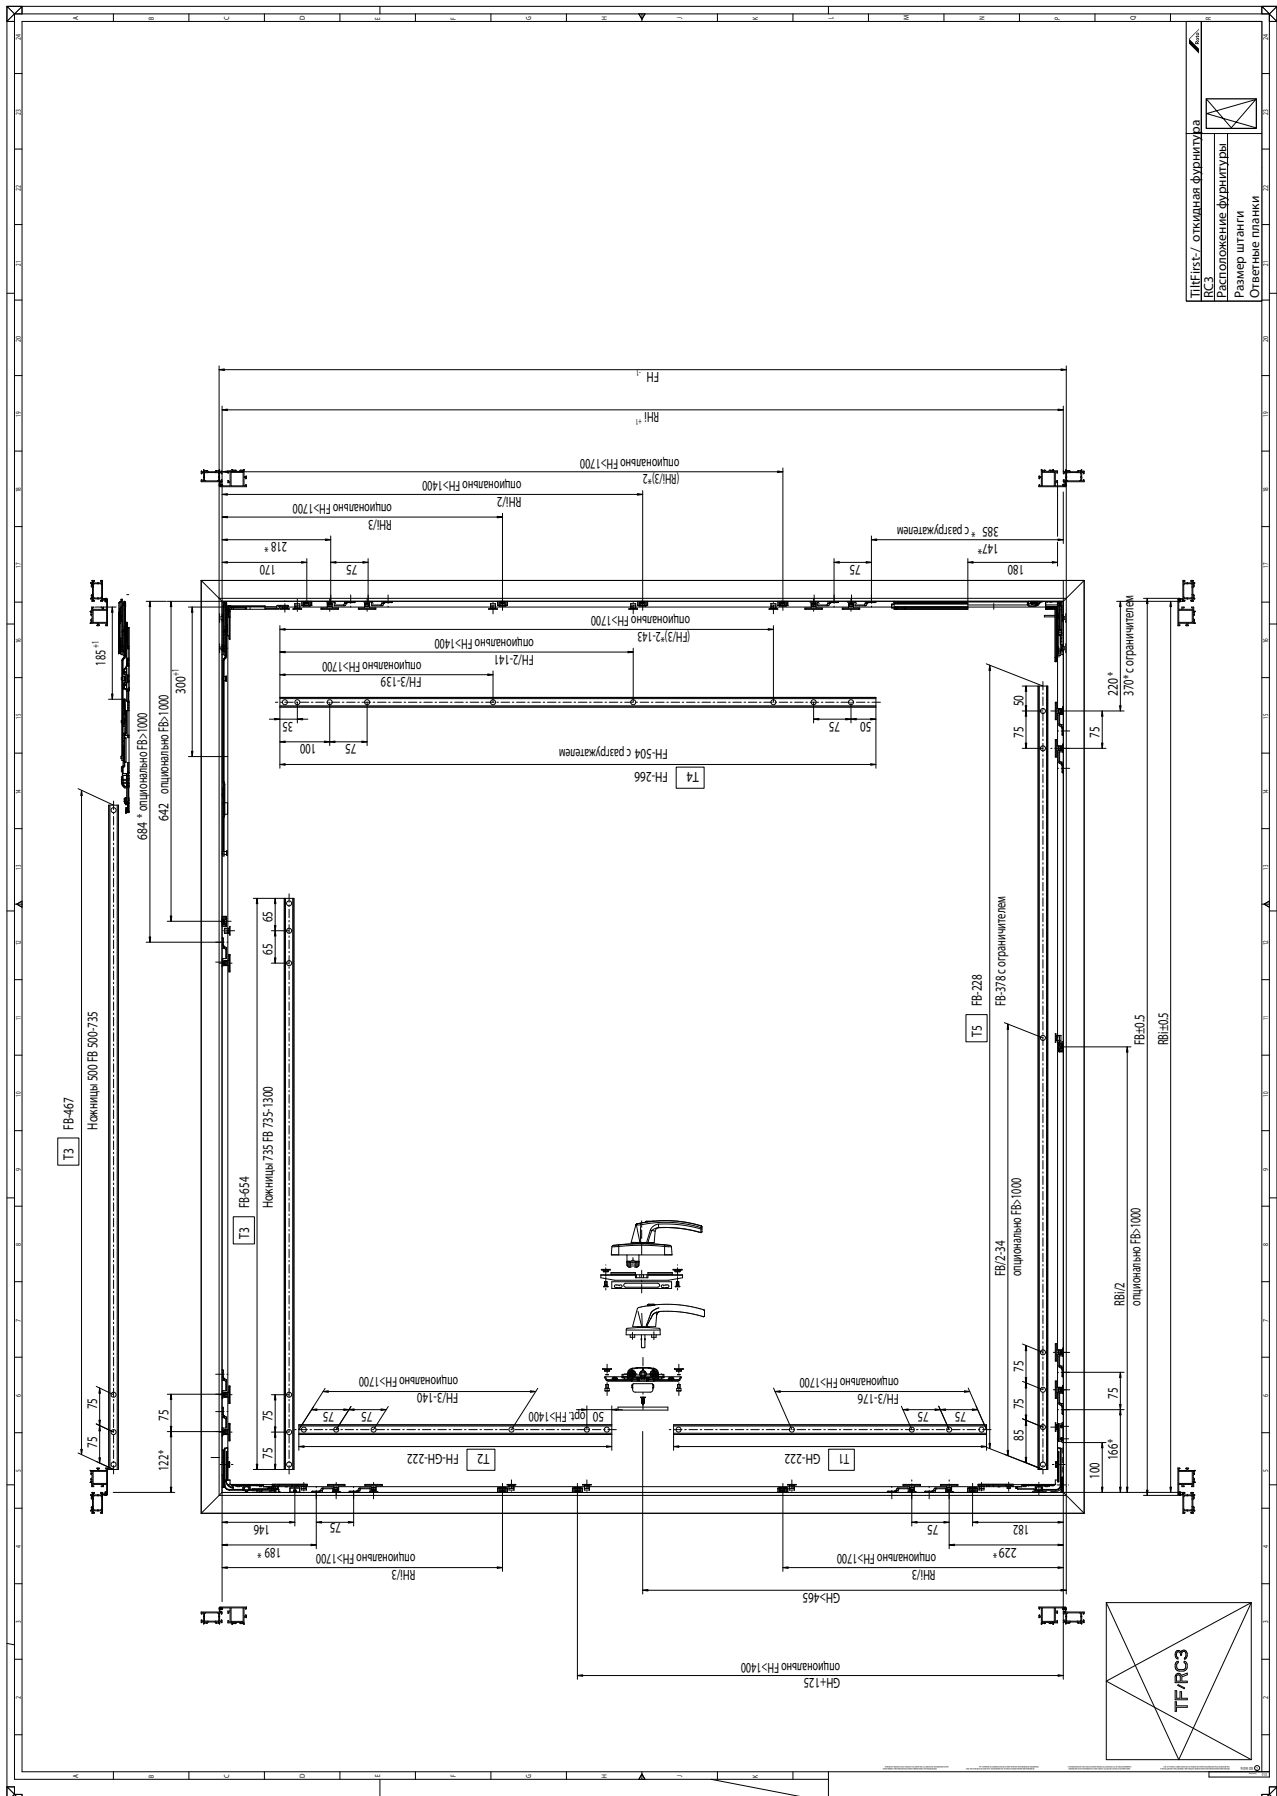 TiltFirst-/ откидная фурнитура
RC3
Расположение фурнитуры
Размер штанги
Ответные планки
FH -1
RHi +1
опционально FH>1700
(RHi/3)*2
опционально FH>1400
RHi/2
опционально FH>1700
RHi/3
218 *
385 * с разгружателем
147*
170
75
75
180
185 +1
684 * опционально FB>1000
642 опционально FB>1000
300 +1
опционально FH>1700
(FH/3)*2-143
опционально FH>1400
FH/2-141
опционально FH>1700
FH/3-139
35
100
75
75
50
FH-504 с разгружателем
FH-266
T4
50
75
75
220*
370* с ограничителем
T3
FB-467
Ножницы 500 FB 500-735
T3
FB-654
Ножницы 735 FB 735-1300
65
65
T5
FB-228
FB-378 с ограничителем
FB±0.5
RBi±0.5
FB/2-34
опционально FB>1000
RBi/2
опционально FB>1000
75
75
75
122*
75
75
опционально FH>1700
FH/3-140
75
75
50
opt. FH>1400
FH-GH-222
T2
опционально FH>1700
FH/3-176
75
75
GH-222
T1
75
75
85
75
166*
100
146
75
189 *
опционально FH>1700
RHi/3
75
182
229*
опционально FH>1700
RHi/3
GH>465
опционально FH>1400
GH+125
TF/RC3